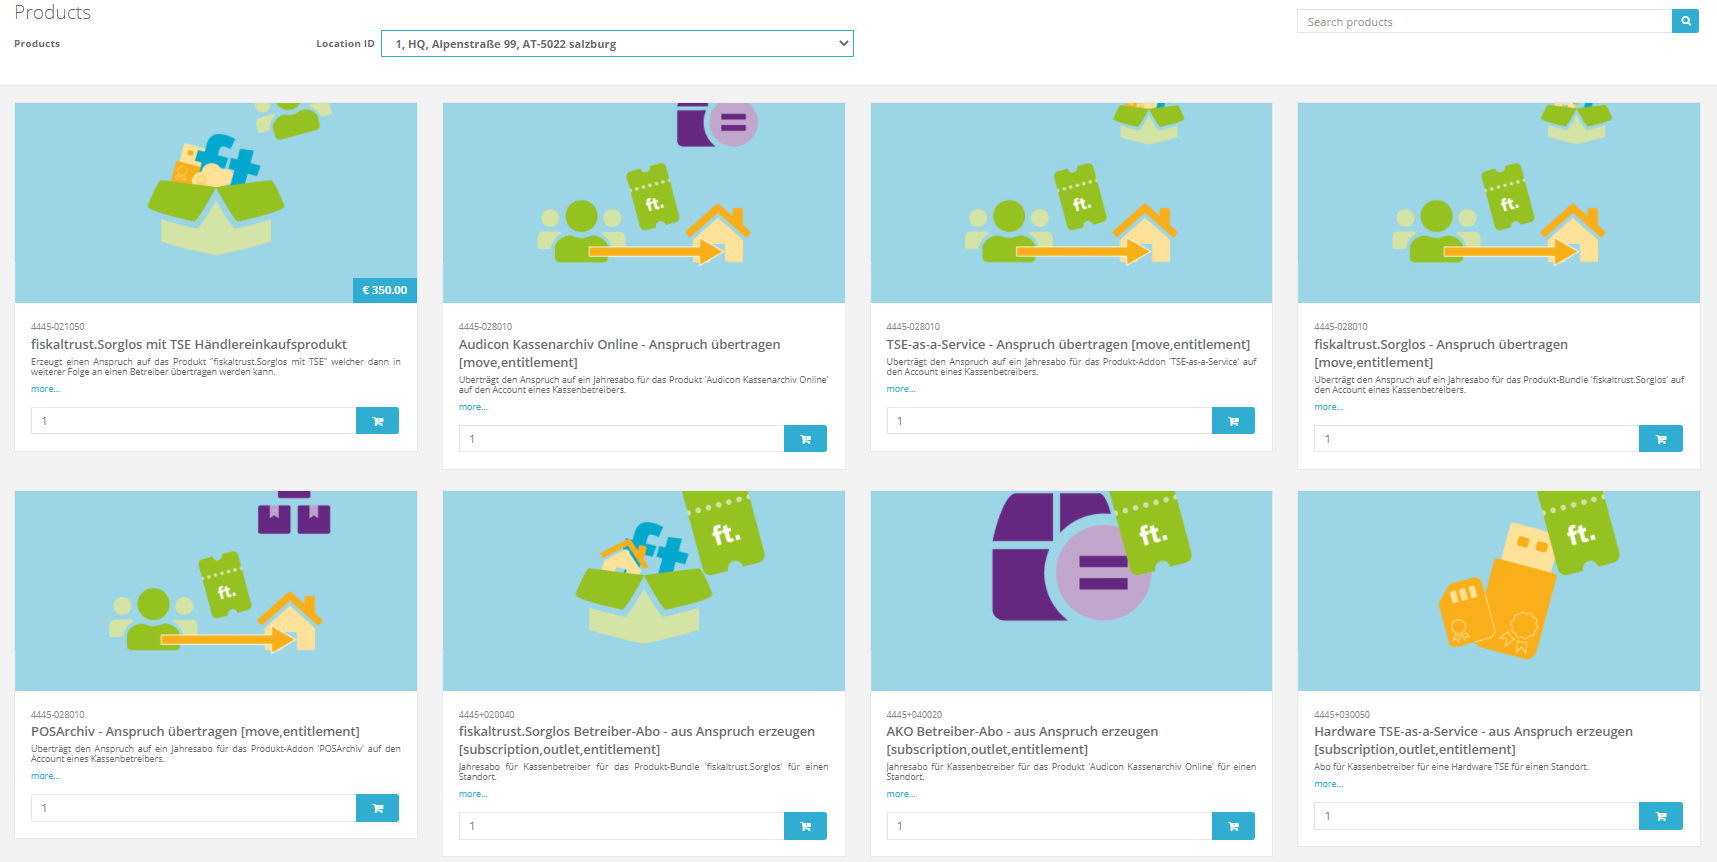 Products
Search products
Products
Location ID
1, HQ, Alpenstraße 99, AT-5022 salzburg
€ 350.00
4445-021050
fiskaltrust.Sorglos mit TSE Händlereinkaufsprodukt
Erzeugt einen Anspruch auf das Produkt "fiskaltrust.Sorglos mit TSE" welcher dann in
weiterer Folge an einen Betreiber übertragen werden kann.
more...
1
ft.
4445-028010
Audicon Kassenarchiv Online - Anspruch übertragen
[move,entitlement]
Überträgt den Anspruch auf ein Jahresabo für das Produkt 'Audicon Kassenarchiv Online'
auf den Account eines Kassenbetreibers.
more...
1
ft.
4445-028010
TSE-as-a-Service - Anspruch übertragen [move,entitlement]
Überträgt den Anspruch auf ein Jahresabo für das Produkt-Addon 'TSE-as-a-Service' auf
den Account eines Kassenbetreibers.
more...
1
ft.
4445-028010
fiskaltrust.Sorglos - Anspruch übertragen
[move,entitlement]
Überträgt den Anspruch auf ein Jahresabo für das Produkt-Bundle 'fiskaltrust.Sorglos' auf
den Account eines Kassenbetreibers.
more...
1
ft.
4445-028010
POSArchiv - Anspruch übertragen [move,entitlement]
Überträgt den Anspruch auf ein Jahresabo für das Produkt-Addon 'POSArchiv' auf den
Account eines Kassenbetreibers.
more...
1
ft.
4445+020040
fiskaltrust.Sorglos Betreiber-Abo - aus Anspruch erzeugen
[subscription,outlet,entitlement]
Jahresabo für Kassenbetreiber für das Produkt-Bundle 'fiskaltrust.Sorglos' für einen
Standort.
more...
1
ft.
4445+040020
AKO Betreiber-Abo - aus Anspruch erzeugen
[subscription,outlet,entitlement]
Jahresabo für Kassenbetreiber für das Produkt 'Audicon Kassenarchiv Online' für einen
Standort.
more...
1
ft.
4445+030050
Hardware TSE-as-a-Service - aus Anspruch erzeugen
[subscription,outlet,entitlement]
Abo für Kassenbetreiber für eine Hardware TSE für einen Standort.
more...
1